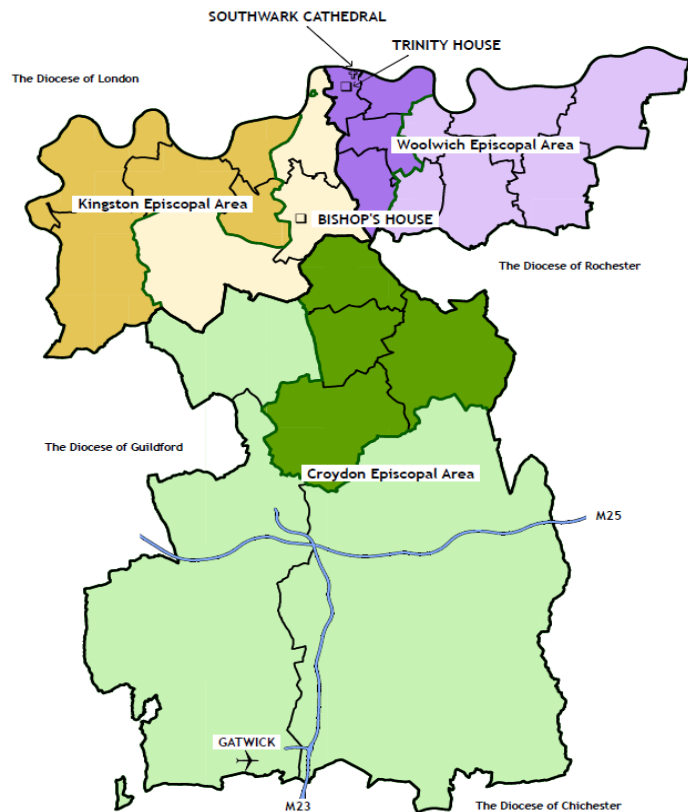 SOUTHWARK CATHEDRAL
TRINITY HOUSE
The Diocese of London
Woolwich Episcopal Area
Kingston Episcopal Area
BISHOP'S HOUSE
The Diocese of Rochester
The Diocese of Guildford
Croydon Episcopal Area
M25
GATWICK
M23
The Diocese of Chichester